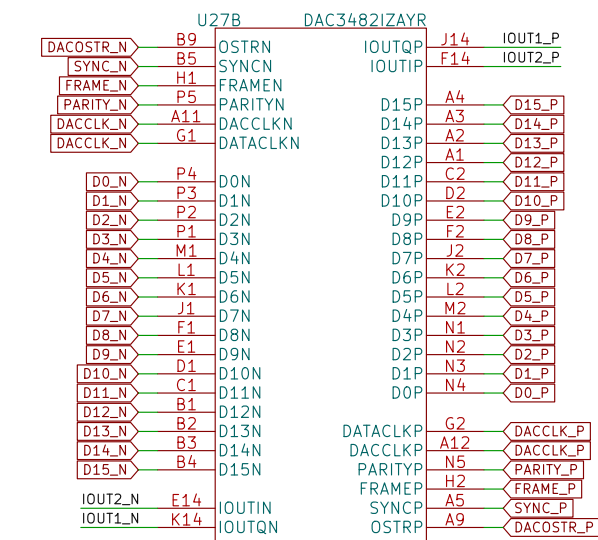 U27B DAC3482IZAYR
DACOSTR_N B9 OSTRN IOUTQP J14 IOUT1_P
SYNC_N B5 SYNCN IOUTIP F14 IOUT2_P
FRAME_N H1 FRAMEN
PARITY_N P5 PARITYN D15P A4 D15_P
DACCLK_N A11 DACCLKN D14P A3 D14_P
DACCLK_N G1 DATACLKN D13P A2 D13_P
D12P A1 D12_P
D0_N P4 D0N D11P C2 D11_P
D1_N P3 D1N D10P D2 D10_P
D2_N P2 D2N D9P E2 D9_P
D3_N P1 D3N D8P F2 D8_P
D4_N M1 D4N D7P J2 D7_P
D5_N L1 D5N D6P K2 D6_P
D6_N K1 D6N D5P L2 D5_P
D7_N J1 D7N D4P M2 D4_P
D8_N F1 D8N D3P N1 D3_P
D9_N E1 D9N D2P N2 D2_P
D10_N D1 D10N D1P N3 D1_P
D11_N C1 D11N D0P N4 D0_P
D12_N B1 D12N
D13_N B2 D13N DATACLKP G2 DACCLK_P
D14_N B3 D14N DACCLKP A12 DACCLK_P
D15_N B4 D15N PARITYP N5 PARITY_P
FRAMEP H2 FRAME_P
IOUT2_N E14 IOUTIN SYNCP A5 SYNC_P
IOUT1_N K14 IOUTQN OSTRP A9 DACOSTR_P